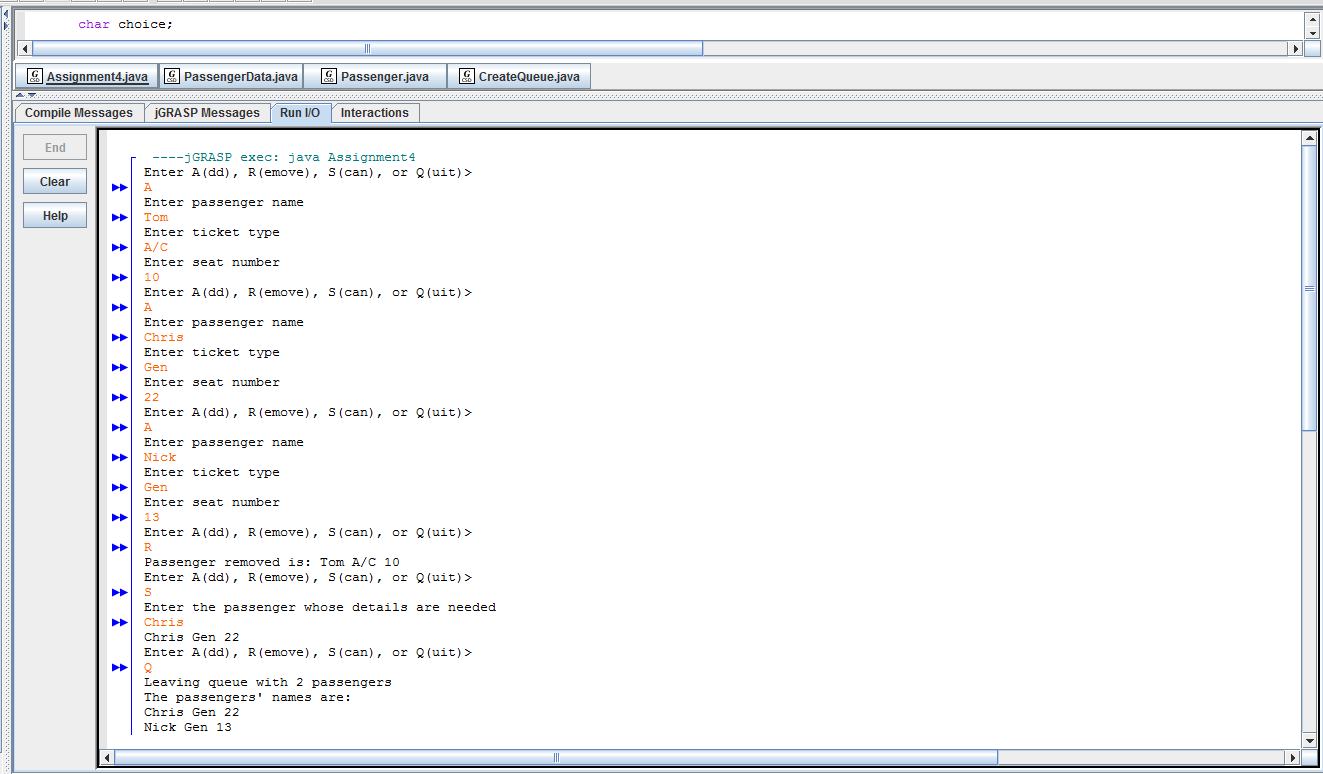 char choice;
Assignment4.java PassengerData.java Passenger.java CreateQueue.java
Compile Messages jGRASP Messages Run I/O Interactions
End
Clear
Help
----jGRASP exec: java Assignment4
Enter A(dd), R(emove), S(can), or Q(uit)>
A
Enter passenger name
Tom
Enter ticket type
A/C
Enter seat number
10
Enter A(dd), R(emove), S(can), or Q(uit)>
A
Enter passenger name
Chris
Enter ticket type
Gen
Enter seat number
22
Enter A(dd), R(emove), S(can), or Q(uit)>
A
Enter passenger name
Nick
Enter ticket type
Gen
Enter seat number
13
Enter A(dd), R(emove), S(can), or Q(uit)>
R
Passenger removed is: Tom A/C 10
Enter A(dd), R(emove), S(can), or Q(uit)>
S
Enter the passenger whose details are needed
Chris
Chris Gen 22
Enter A(dd), R(emove), S(can), or Q(uit)>
Q
Leaving queue with 2 passengers
The passengers' names are:
Chris Gen 22
Nick Gen 13